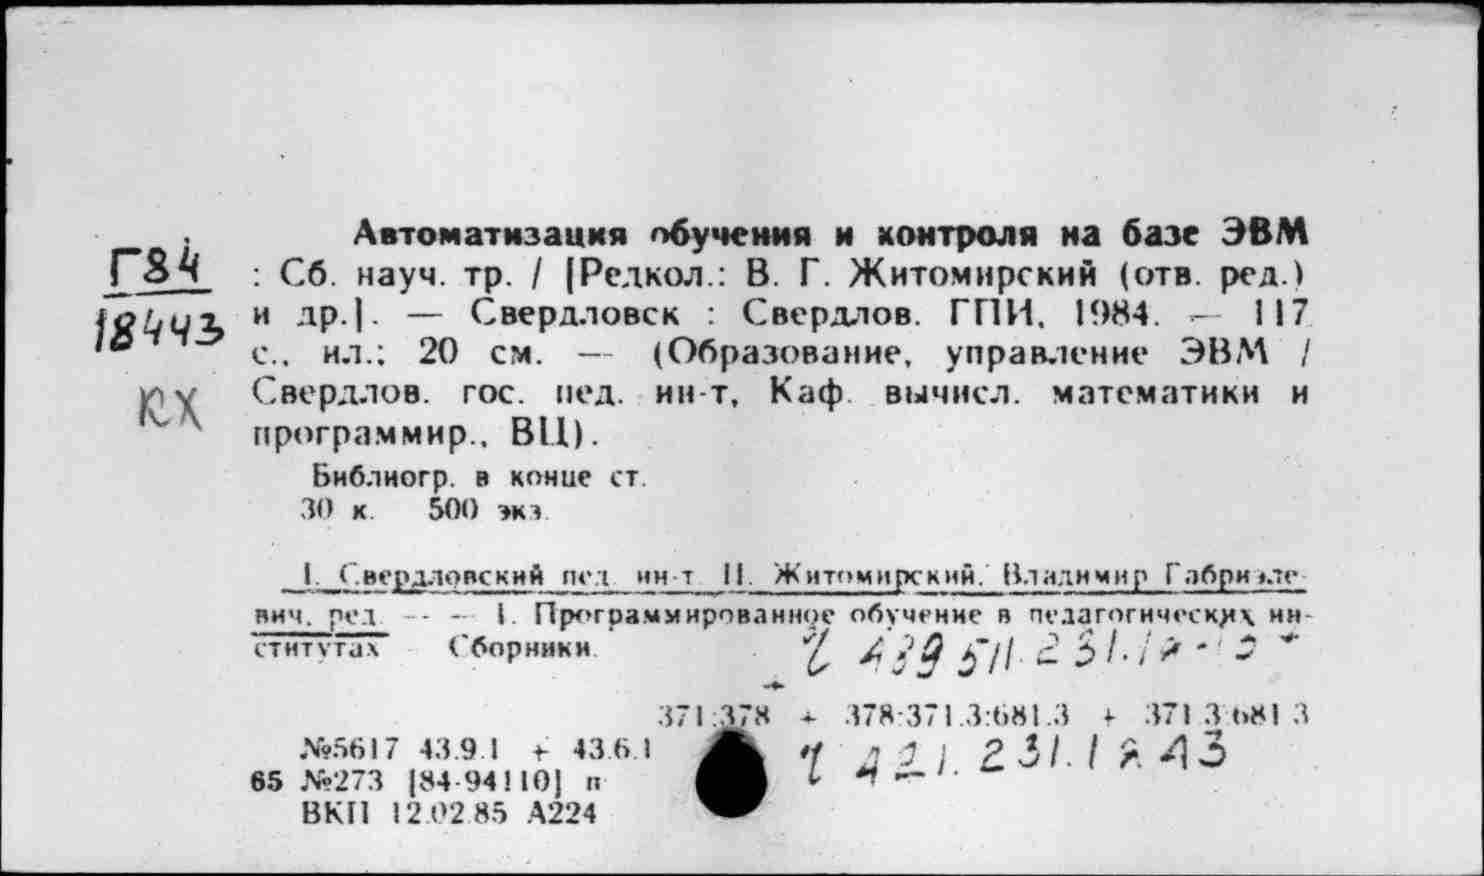 Г84
18443
КХ
Автоматизация обучения и контроля на базе ЭВМ
: Сб. науч. тр. / [Редкол.: В. Г. Житомирский (отв. ред.)
и др.]. — Свердловск : Свердлов. ГПИ, 1984. — 117
с., ил.; 20 см. — (Образование, управление ЭВМ /
Свердлов. гос. пед. ин-т, Каф. вычисл. математики и
программир., ВЦ).
Библиогр. в конце ст.
30 к. 500 экз.
I. Свердловский пед. ин-т II. Житомирский, Владимир Габриэле-
вич, ред. -- - 1. Программированное обучение в педагогических ин-
ститутах Сборники.
371:378 + 378-371.3:681.3 + 371.3:681.3
№5617 43.9.1 + 43.6.1
65 №273 [84-94110] п
ВКП 12.02.85 А224